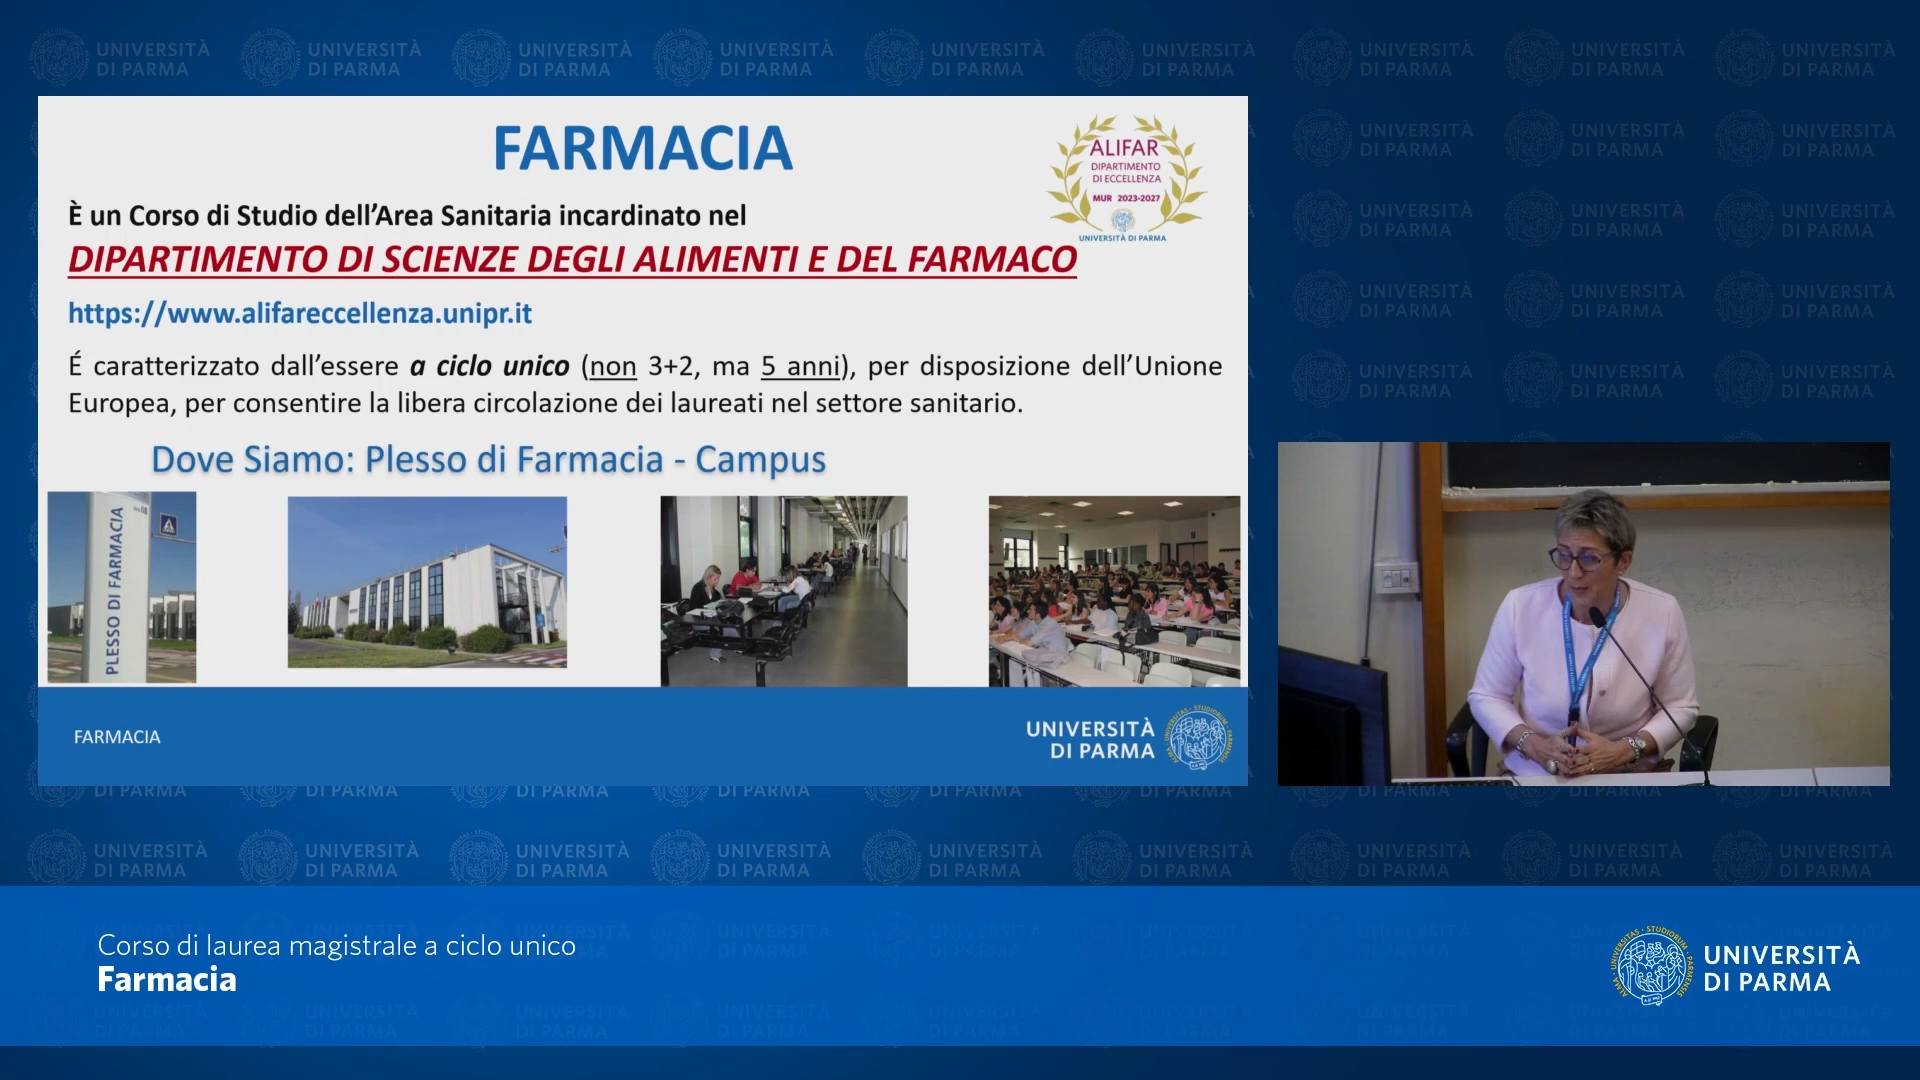 FARMACIA
ALIFAR
DIPARTIMENTO
DI ECCELLENZA
MUR 2023-2027
UNIVERSITÀ DI PARMA
È un Corso di Studio dell’Area Sanitaria incardinato nel
DIPARTIMENTO DI SCIENZE DEGLI ALIMENTI E DEL FARMACO
https://www.alifareccellenza.unipr.it
É caratterizzato dall’essere a ciclo unico (non 3+2, ma 5 anni), per disposizione dell’Unione
Europea, per consentire la libera circolazione dei laureati nel settore sanitario.
Dove Siamo: Plesso di Farmacia - Campus
PLESSO DI FARMACIA
FARMACIA
UNIVERSITÀ
DI PARMA
Corso di laurea magistrale a ciclo unico
Farmacia
UNIVERSITÀ
DI PARMA